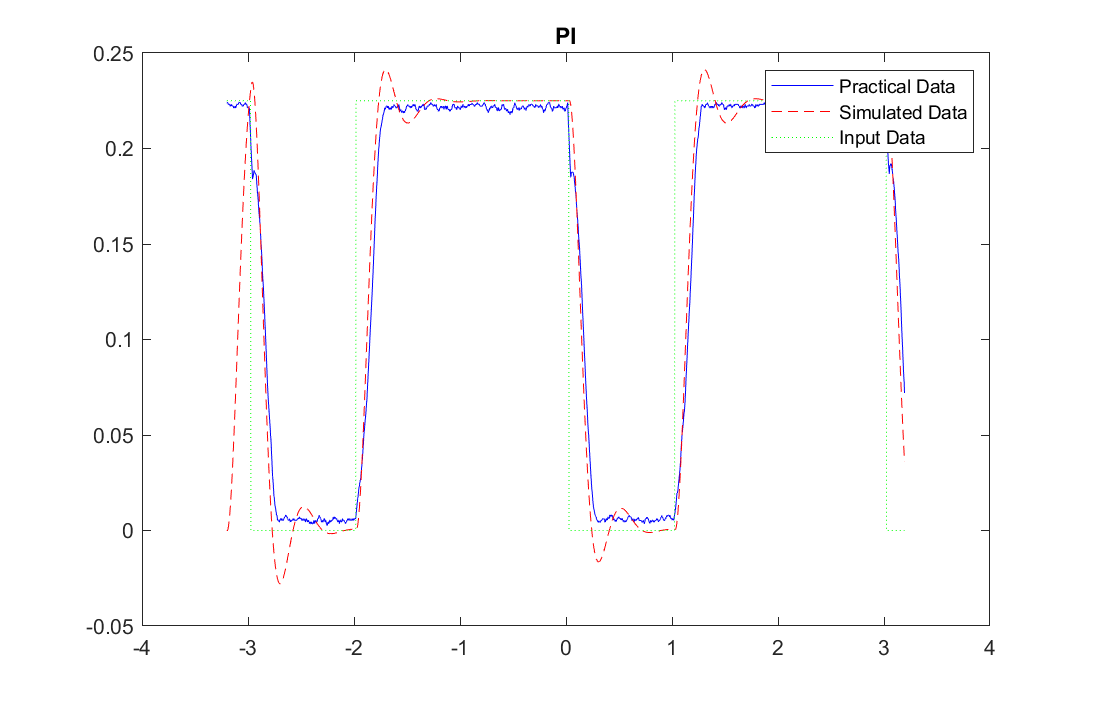 PI
0.25
0.2
0.15
0.1
0.05
0
-0.05
-4 -3 -2 -1 0 1 2 3 4
Practical Data
Simulated Data
Input Data